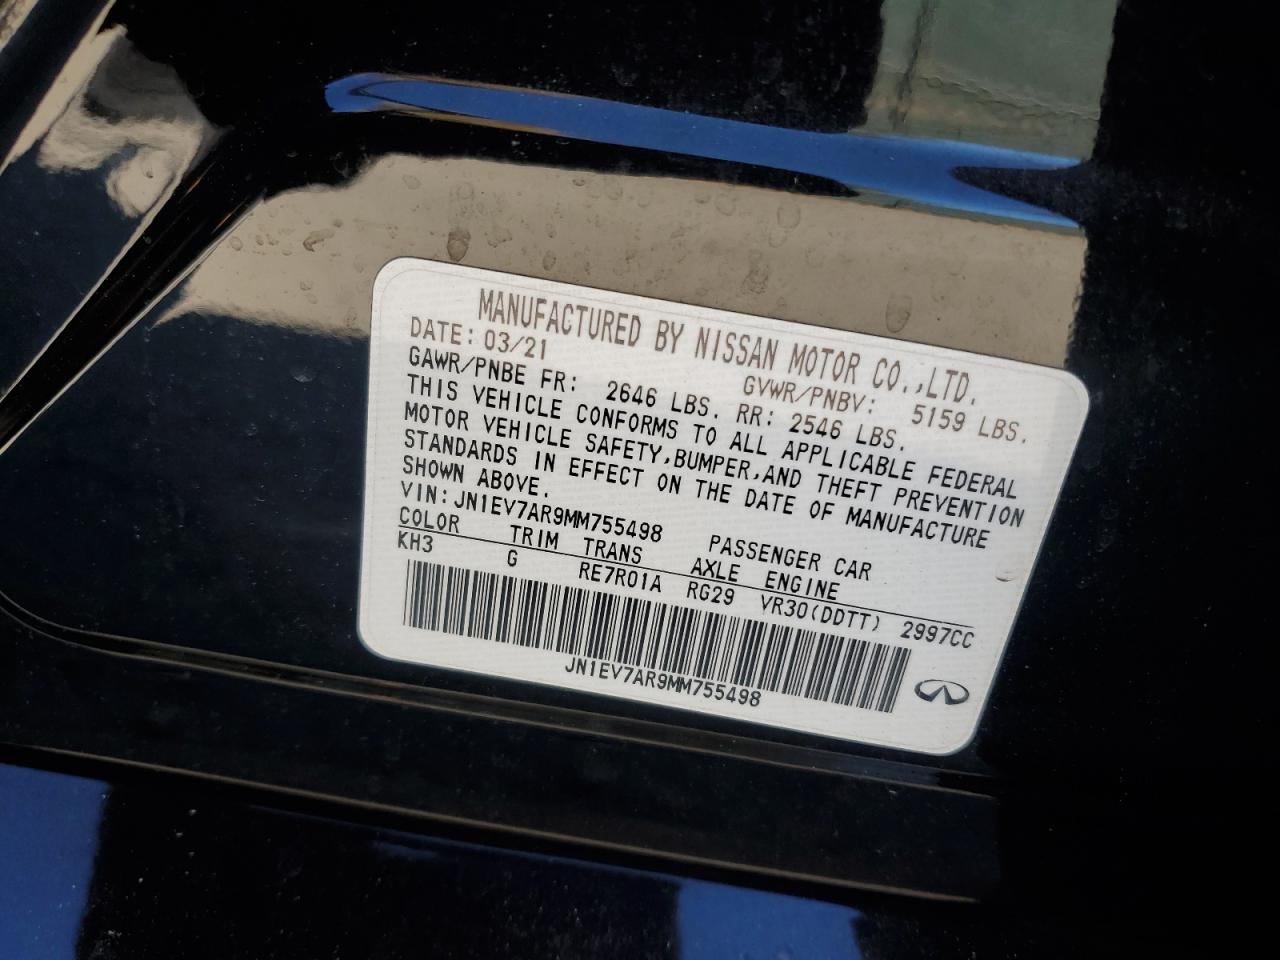 MANUFACTURED BY NISSAN MOTOR CO.,LTD.
DATE: 03/21 GVWR/PNBV: 5159 LBS.
GAWR/PNBE FR: 2646 LBS. RR: 2546 LBS.
THIS VEHICLE CONFORMS TO ALL APPLICABLE FEDERAL
MOTOR VEHICLE SAFETY,BUMPER,AND THEFT PREVENTION
STANDARDS IN EFFECT ON THE DATE OF MANUFACTURE
SHOWN ABOVE.
VIN: JN1EV7AR9MM755498 PASSENGER CAR
COLOR TRIM TRANS AXLE ENGINE
KH3 G RE7R01A RG29 VR30(DDTT) 2997CC
JN1EV7AR9MM755498